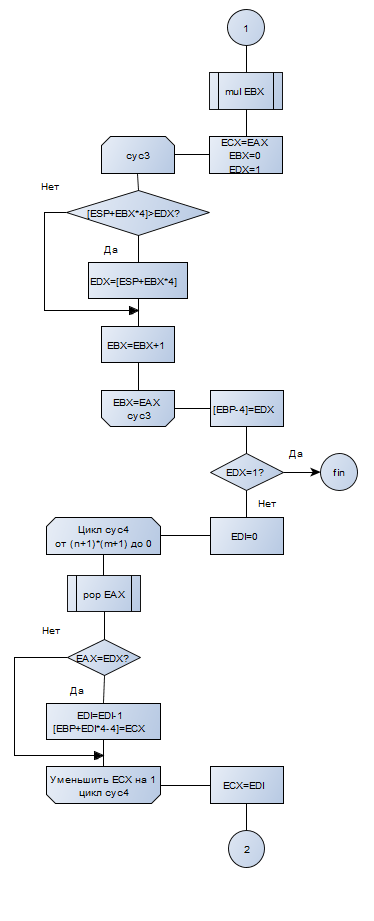 1
mul EBX
ECX=EAX
EBX=0
EDX=1
cyc3
Нет
[ESP+EBX*4]>EDX?
Да
EDX=[ESP+EBX*4]
EBX=EBX+1
EBX=EAX
cyc3
[EBP-4]=EDX
EDX=1?
Да
fin
Нет
EDI=0
Цикл cyc4
от (n+1)*(m+1) до 0
pop EAX
Нет
EAX=EDX?
Да
EDI=EDI-1
[EBP+EDI*4-4]=ECX
Уменьшить ECX на 1
цикл cyc4
ECX=EDI
2